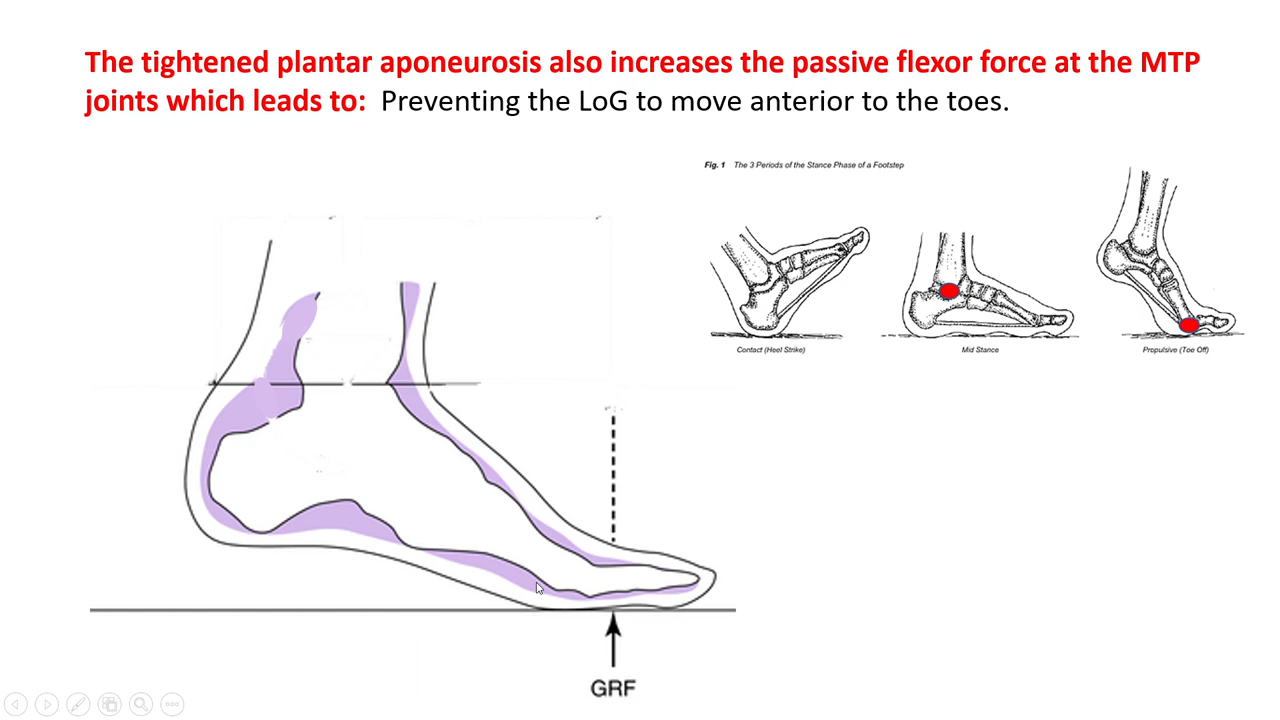 The tightened plantar aponeurosis also increases the passive flexor force at the MTP
joints which leads to: Preventing the LoG to move anterior to the toes.
Fig. 1 The 3 Periods of the Stance Phase of a Footstep
Contact (Heel Strike)
Mid Stance
Propulsive (Toe Off)
GRF